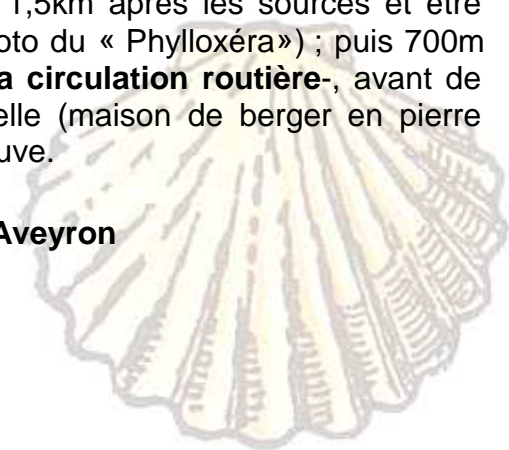 1,5km après les sources et être
oto du « Phylloxéra») ; puis 700m
a circulation routière-, avant de
elle (maison de berger en pierre
uve.
Aveyron